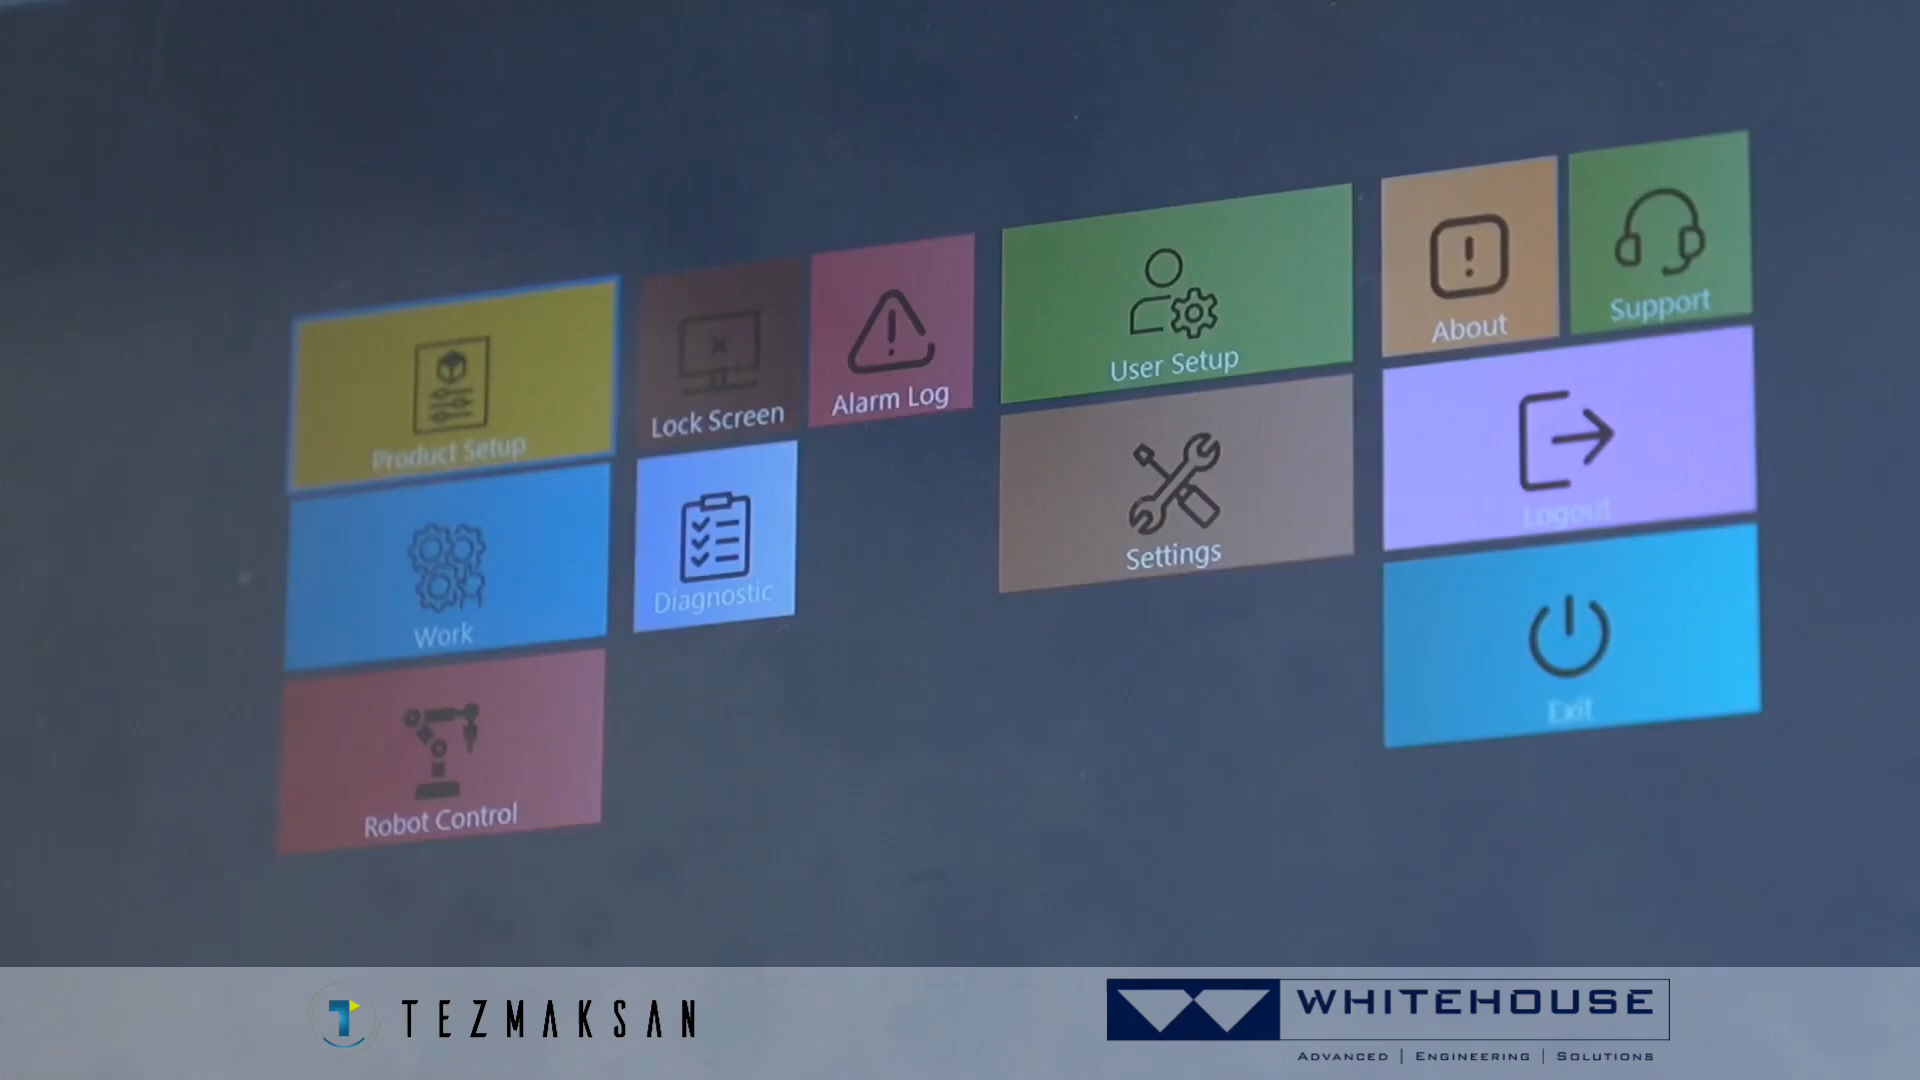 Product Setup
Lock Screen
Alarm Log
User Setup
About
Support
Work
Diagnostic
Settings
Logout
Robot Control
Exit
TEZMAKSAN
WHITEHOUSE
ADVANCED | ENGINEERING | SOLUTIONS